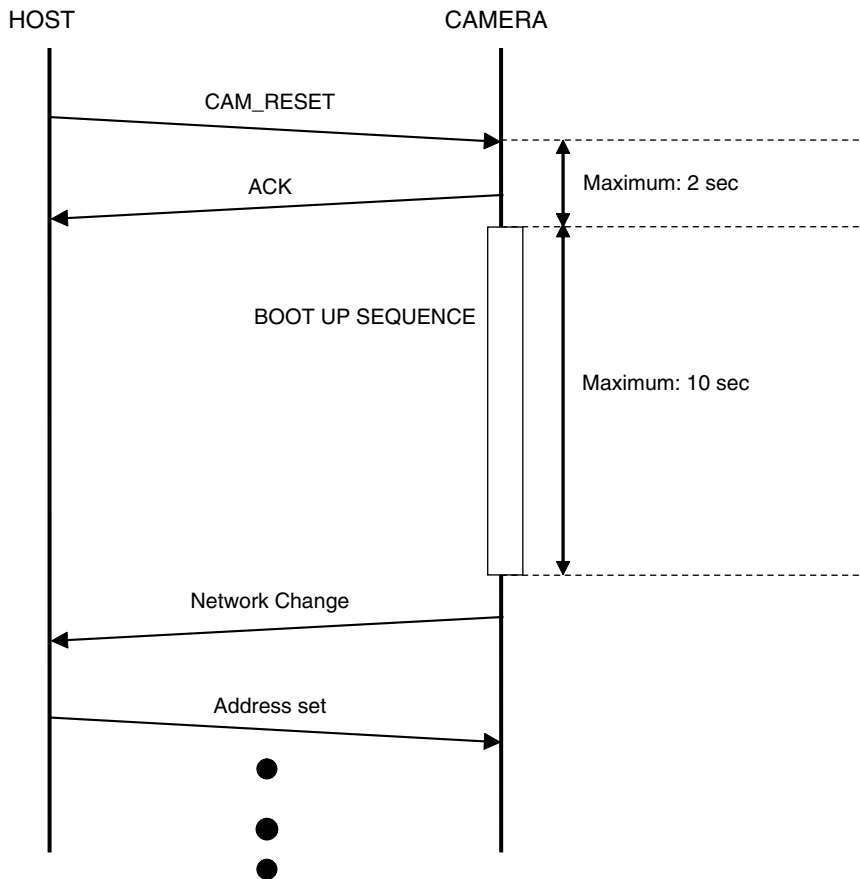 HOST
CAMERA
CAM_RESET
ACK
Maximum: 2 sec
BOOT UP SEQUENCE
Maximum: 10 sec
Network Change
Address set